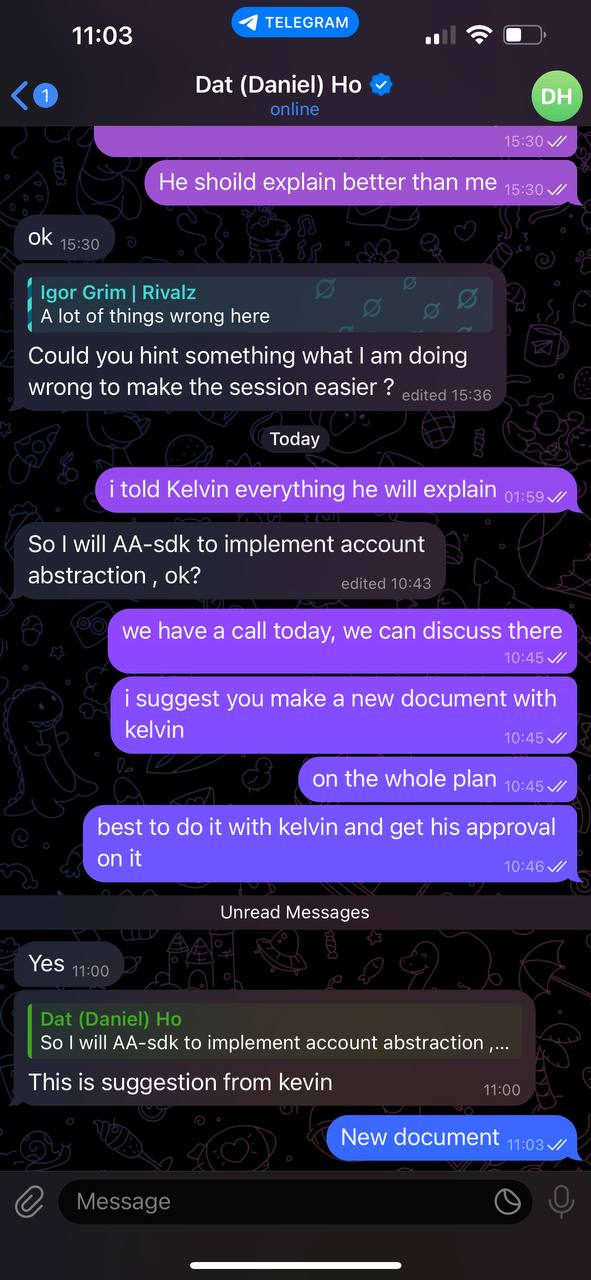 11:03
TELEGRAM
1
Dat (Daniel) Ho
online
DH
15:30
He shoild explain better than me 15:30
ok 15:30
Igor Grim | Rivalz
A lot of things wrong here
Could you hint something what I am doing
wrong to make the session easier ? edited 15:36
Today
i told Kelvin everything he will explain 01:59
So I will AA-sdk to implement account
abstraction , ok? edited 10:43
we have a call today, we can discuss there
10:45
i suggest you make a new document with
kelvin 10:45
on the whole plan 10:45
best to do it with kelvin and get his approval
on it 10:46
Unread Messages
Yes 11:00
Dat (Daniel) Ho
So I will AA-sdk to implement account abstraction ,...
This is suggestion from kevin 11:00
New document 11:03
Message